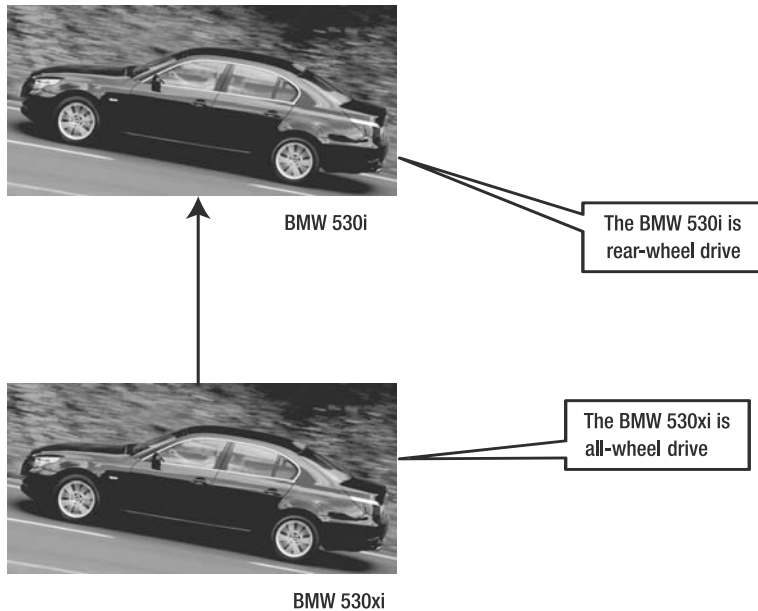 BMW 530i
The BMW 530i is
rear-wheel drive
The BMW 530xi is
all-wheel drive
BMW 530xi